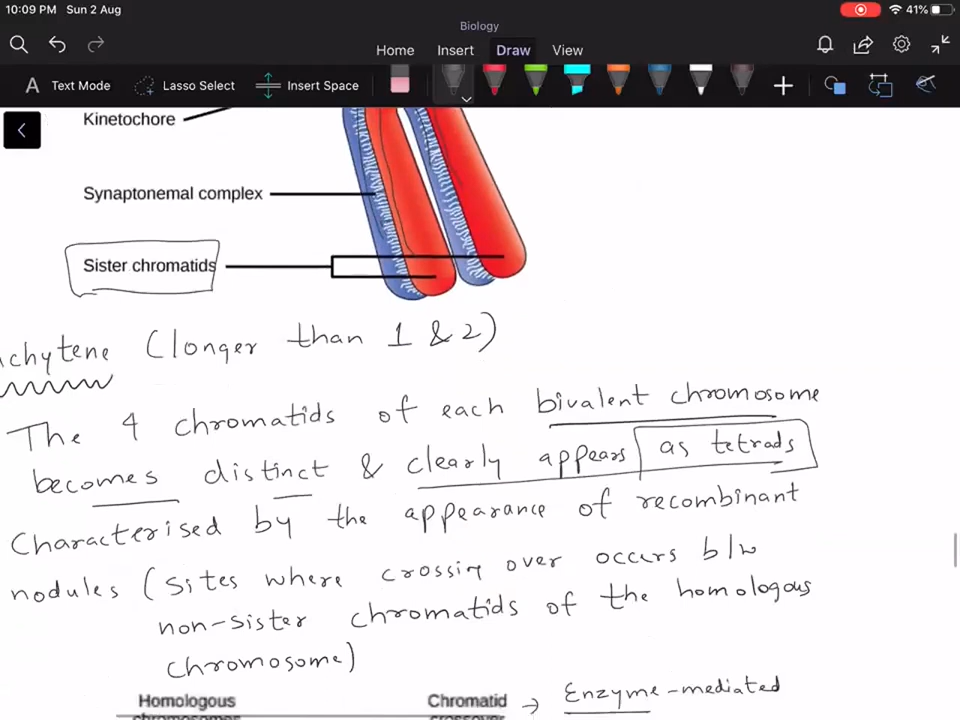 10:09 PM Sun 2 Aug
41%
Biology
Home Insert Draw View
Text Mode Lasso Select Insert Space
Kinetochore
Synaptonemal complex
Sister chromatids
chytene (longer than 1 & 2)
The 4 chromatids of each bivalent chromosome
becomes distinct & clearly appears as tetrads
Characterised by the appearance of recombinant
nodules (Sites where crossing over occurs b/w
non-sister chromatids of the homologous
chromosome)
Homologous Chromatid → Enzyme-mediated
chromosomes crossover